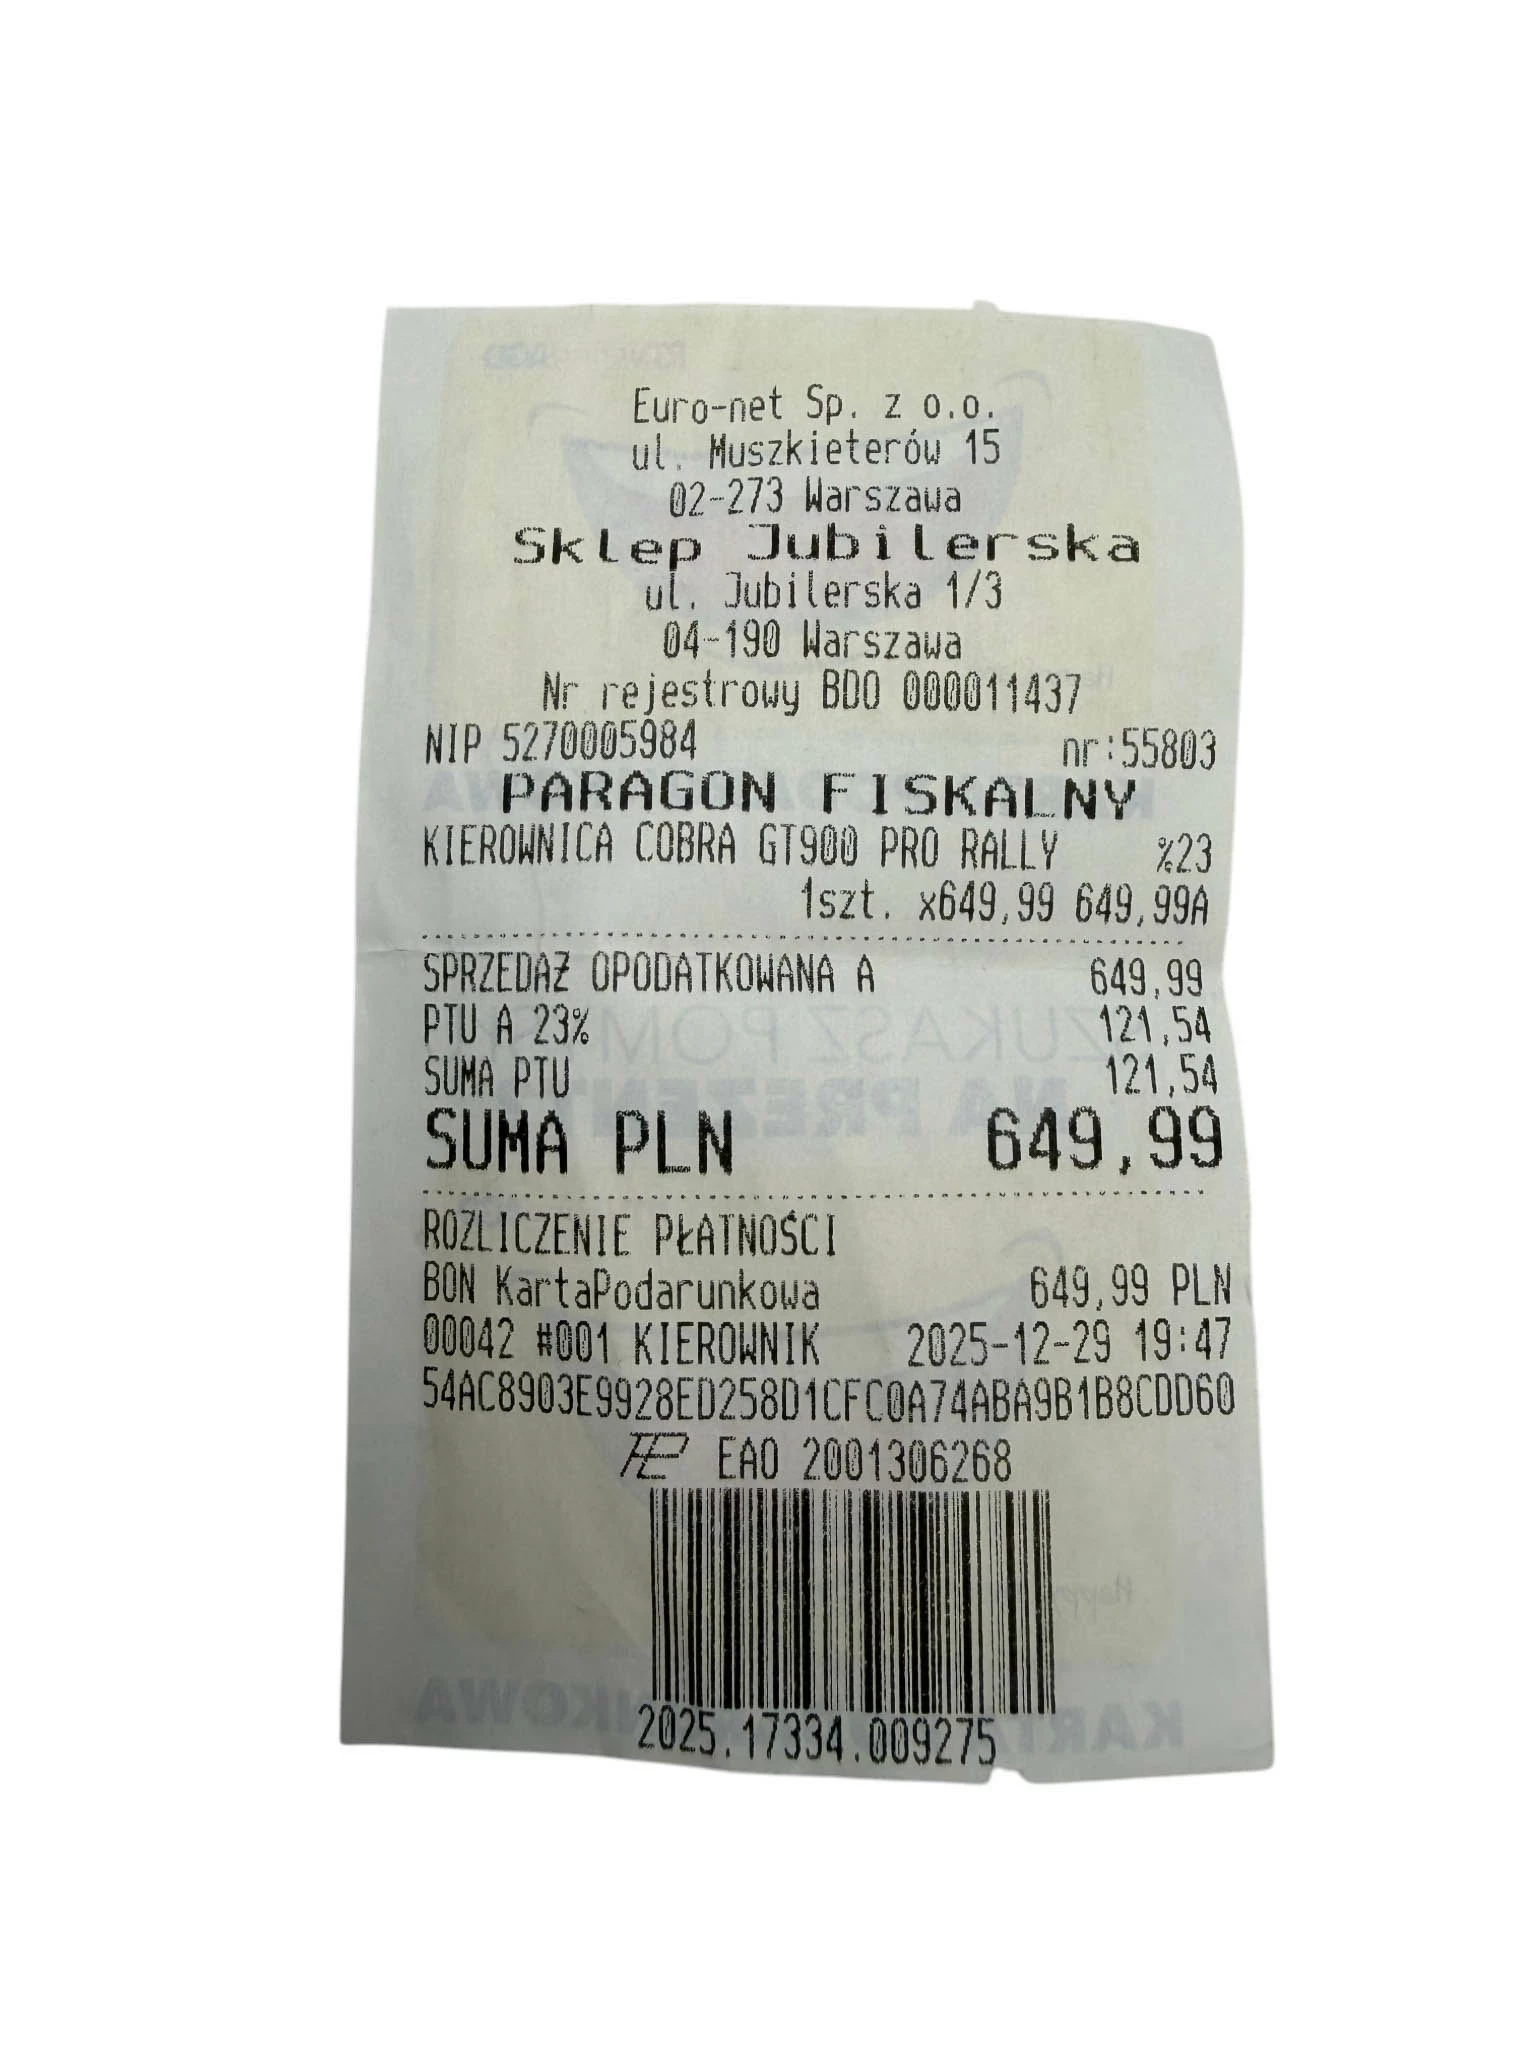 Euro-net Sp. z o.o.
ul. Muszkieterów 15
02-273 Warszawa
Sklep Jubilerska
ul. Jubilerska 1/3
04-190 Warszawa
Nr rejestrowy BDO 000011437
NIP 5270005984 nr:55803
PARAGON FISKALNY
KIEROWNICA COBRA GT900 PRO RALLY %23
1szt. x649,99 649,99A
SPRZEDAŻ OPODATKOWANA A 649,99
PTU A 23% 121,54
SUMA PTU 121,54
SUMA PLN 649,99
ROZLICZENIE PŁATNOŚCI
BON KartaPodarunkowa 649,99 PLN
00042 #001 KIEROWNIK 2025-12-29 19:47
54AC8903E9928ED258D1CFC0A74ABA9B1B8CDD60
EAO 2001306268
2025.17334.009275